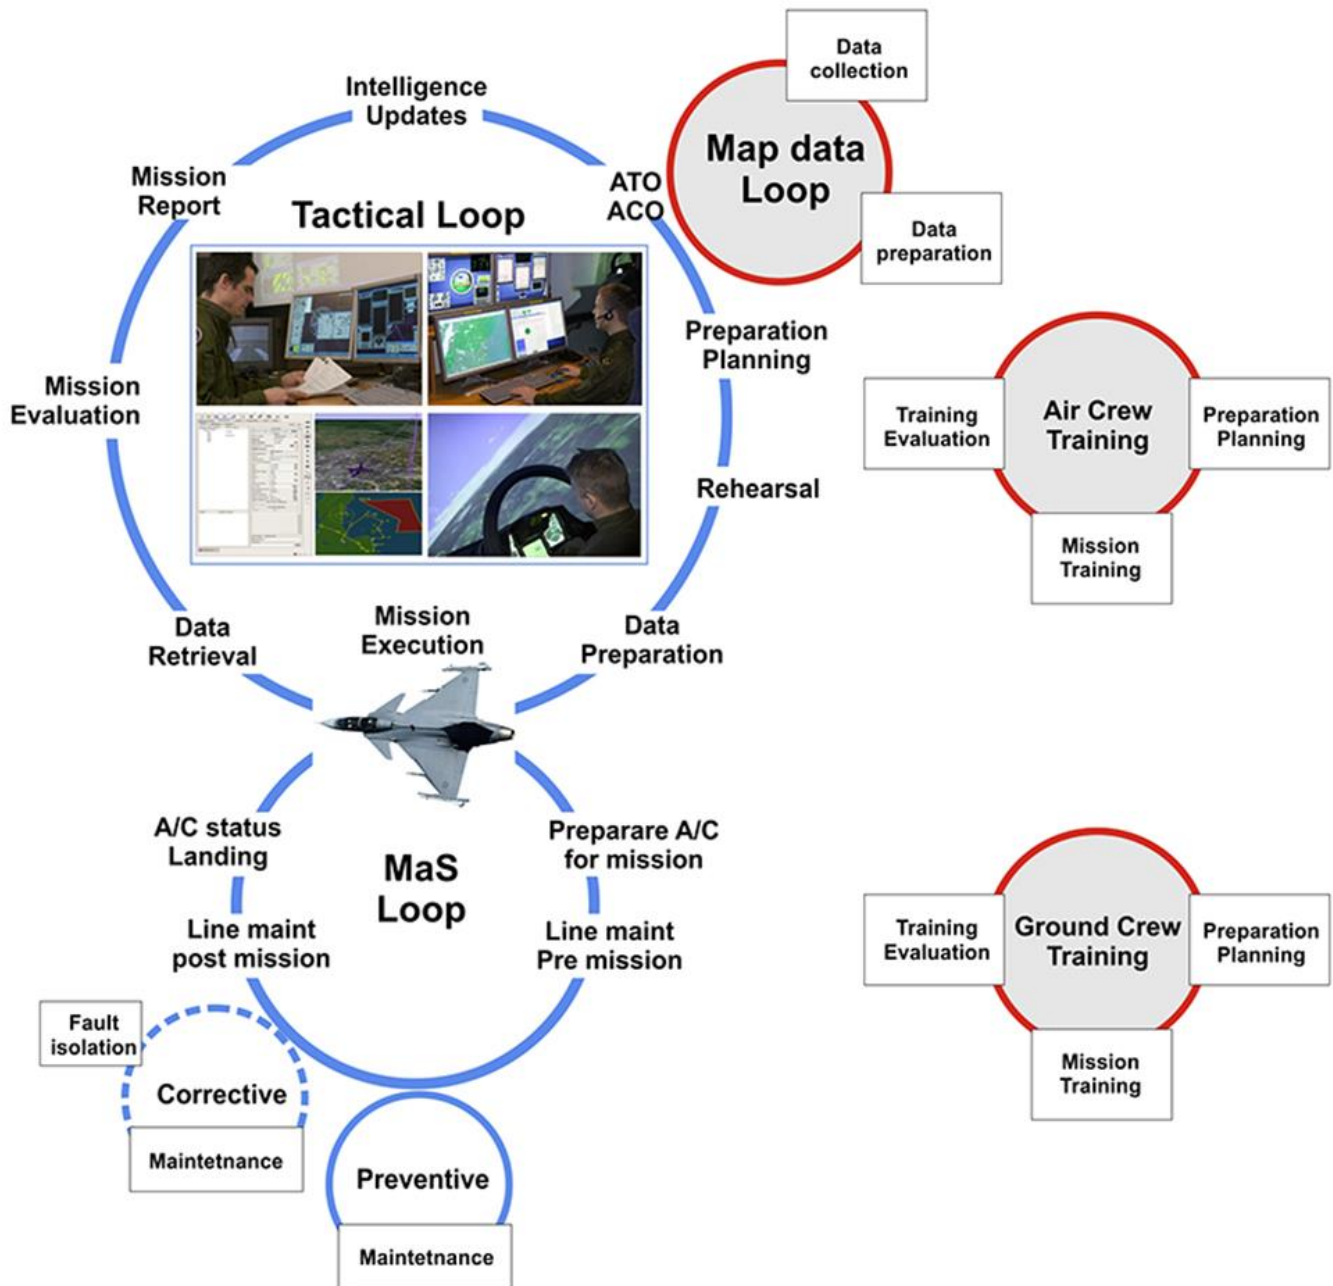 Data
collection
Map data
Loop
Data
preparation
Intelligence
Updates
Mission
Report
ATO
ACO
Tactical Loop
Preparation
Planning
Mission
Evaluation
Rehearsal
Data
Retrieval
Mission
Execution
Data
Preparation
A/C status
Landing
Preparare A/C
for mission
MaS
Loop
Line maint
post mission
Line maint
Pre mission
Fault
isolation
Corrective
Maintetnance
Preventive
Maintetnance
Training
Evaluation
Air Crew
Training
Preparation
Planning
Mission
Training
Training
Evaluation
Ground Crew
Training
Preparation
Planning
Mission
Training